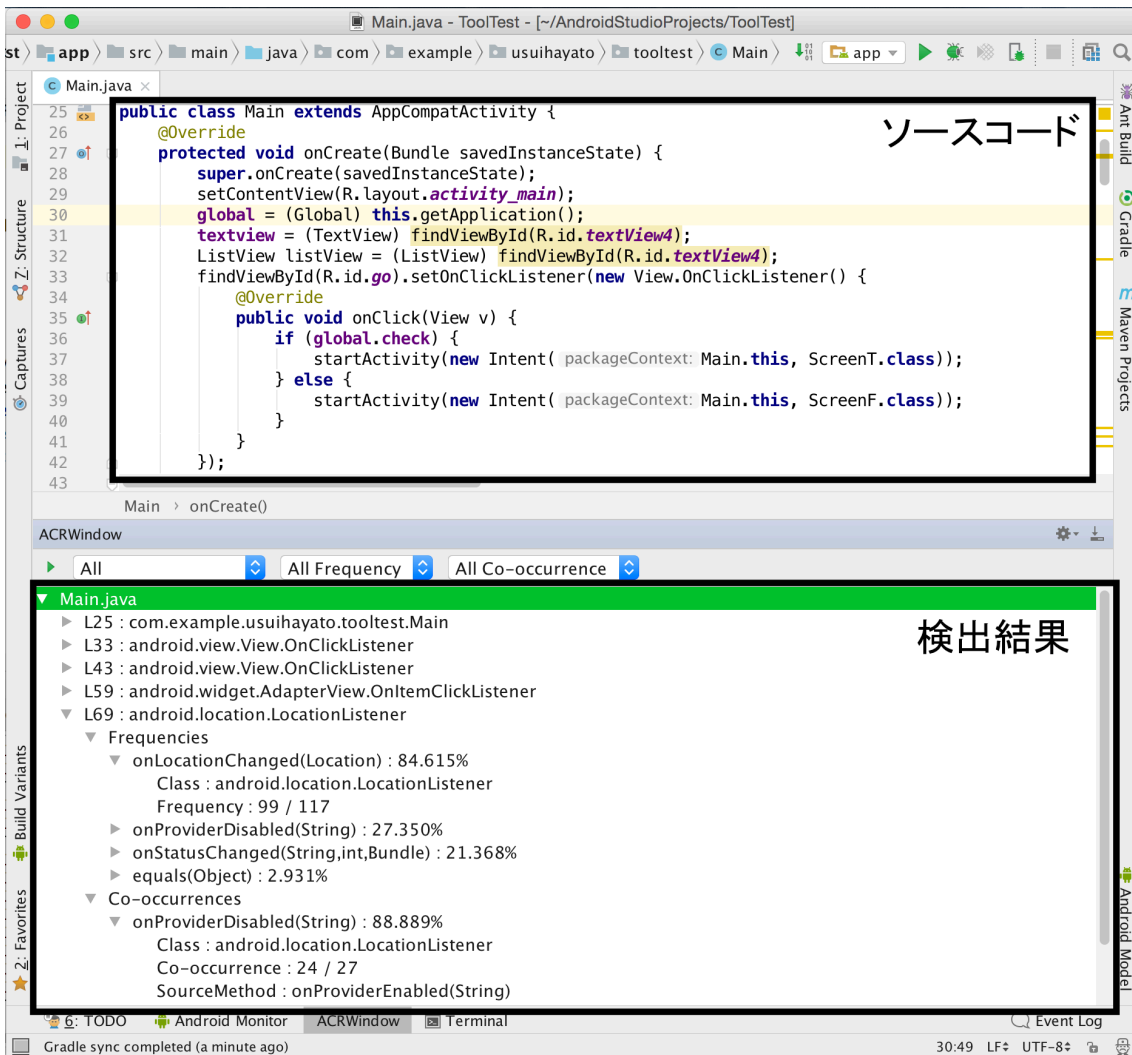 Main.java - ToolTest - [~/AndroidStudioProjects/ToolTest]
st app src main java com example usuihayato tooltest Main app
Main.java
1: Project
Z: Structure
Captures
Build Variants
2: Favorites
25 public class Main extends AppCompatActivity {
ソースコード
26 @Override
27 protected void onCreate(Bundle savedInstanceState) {
28 super.onCreate(savedInstanceState);
29 setContentView(R.layout.activity_main);
30 global = (Global) this.getApplication();
31 textview = (TextView) findViewById(R.id.textView4);
32 ListView listView = (ListView) findViewById(R.id.textView4);
33 findViewById(R.id.go).setOnClickListener(new View.OnClickListener() {
34 @Override
35 public void onClick(View v) {
36 if (global.check) {
37 startActivity(new Intent( packageContext: Main.this, ScreenT.class));
38 } else {
39 startActivity(new Intent( packageContext: Main.this, ScreenF.class));
40 }
41 }
42 });
43
Ant Build
Gradle
Maven Projects
Android Model
Main › onCreate()
ACRWindow
All All Frequency All Co-occurrence
Main.java
検出結果
L25 : com.example.usuihayato.tooltest.Main
L33 : android.view.View.OnClickListener
L43 : android.view.View.OnClickListener
L59 : android.widget.AdapterView.OnItemClickListener
L69 : android.location.LocationListener
Frequencies
onLocationChanged(Location) : 84.615%
Class : android.location.LocationListener
Frequency : 99 / 117
onProviderDisabled(String) : 27.350%
onStatusChanged(String,int,Bundle) : 21.368%
equals(Object) : 2.931%
Co-occurrences
onProviderDisabled(String) : 88.889%
Class : android.location.LocationListener
Co-occurrence : 24 / 27
SourceMethod : onProviderEnabled(String)
6: TODO Android Monitor ACRWindow Terminal Event Log
Gradle sync completed (a minute ago) 30:49 LF UTF-8